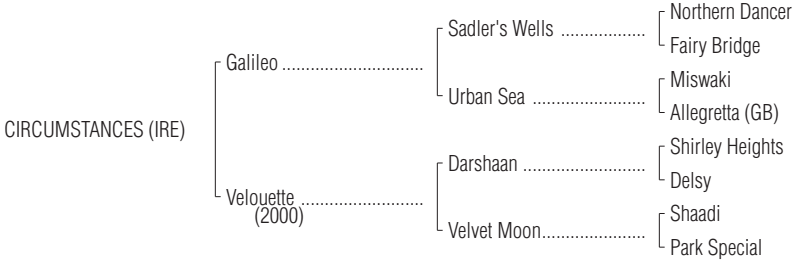 Northern Dancer
Sadler's Wells ....................
Fairy Bridge
Galileo ..............................
Miswaki
Urban Sea ........................
Allegretta (GB)
CIRCUMSTANCES (IRE)
Shirley Heights
Darshaan ..........................
Delsy
Velouette ..........................
(2000)
Shaadi
Velvet Moon......................
Park Special